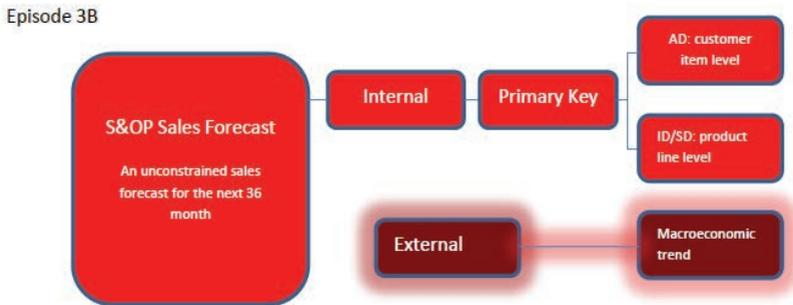 Episode 3B
S&OP Sales Forecast
An unconstrained sales
forecast for the next 36
month
Internal
Primary Key
AD: customer
item level
ID/SD: product
line level
External
Macroeconomic
trend